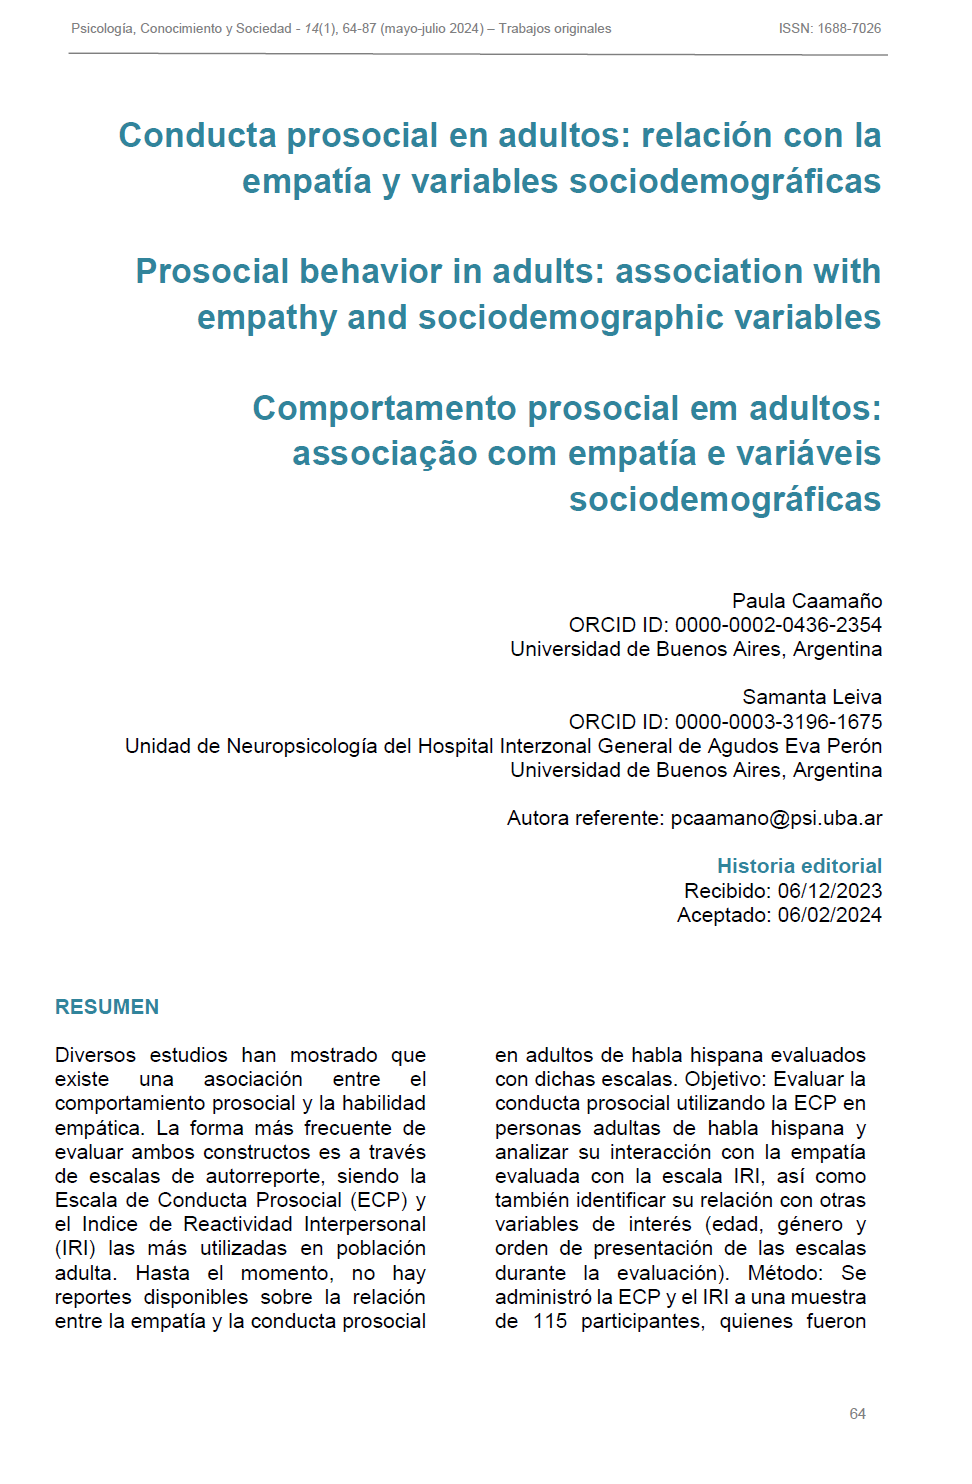 Psicología, Conocimiento y Sociedad - 14(1), 64-87 (mayo-julio 2024) – Trabajos originales ISSN: 1688-7026
Conducta prosocial en adultos: relación con la
empatía y variables sociodemográficas
Prosocial behavior in adults: association with
empathy and sociodemographic variables
Comportamento prosocial em adultos:
associação com empatía e variáveis
sociodemográficas
Paula Caamaño
ORCID ID: 0000-0002-0436-2354
Universidad de Buenos Aires, Argentina
Samanta Leiva
ORCID ID: 0000-0003-3196-1675
Unidad de Neuropsicología del Hospital Interzonal General de Agudos Eva Perón
Universidad de Buenos Aires, Argentina
Autora referente: pcaamano@psi.uba.ar
Historia editorial
Recibido: 06/12/2023
Aceptado: 06/02/2024
RESUMEN
Diversos estudios han mostrado que
existe una asociación entre el
comportamiento prosocial y la habilidad
empática. La forma más frecuente de
evaluar ambos constructos es a través
de escalas de autorreporte, siendo la
Escala de Conducta Prosocial (ECP) y
el Indice de Reactividad Interpersonal
(IRI) las más utilizadas en población
adulta. Hasta el momento, no hay
reportes disponibles sobre la relación
entre la empatía y la conducta prosocial
en adultos de habla hispana evaluados
con dichas escalas. Objetivo: Evaluar la
conducta prosocial utilizando la ECP en
personas adultas de habla hispana y
analizar su interacción con la empatía
evaluada con la escala IRI, así como
también identificar su relación con otras
variables de interés (edad, género y
orden de presentación de las escalas
durante la evaluación). Método: Se
administró la ECP y el IRI a una muestra
de 115 participantes, quienes fueron
64